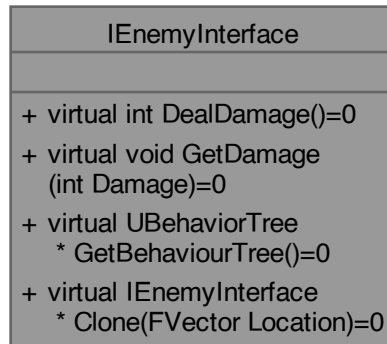 IEnemyInterface
+ virtual int DealDamage()=0
+ virtual void GetDamage
(int Damage)=0
+ virtual UBehaviorTree
* GetBehaviourTree()=0
+ virtual IEnemyInterface
* Clone(FVector Location)=0